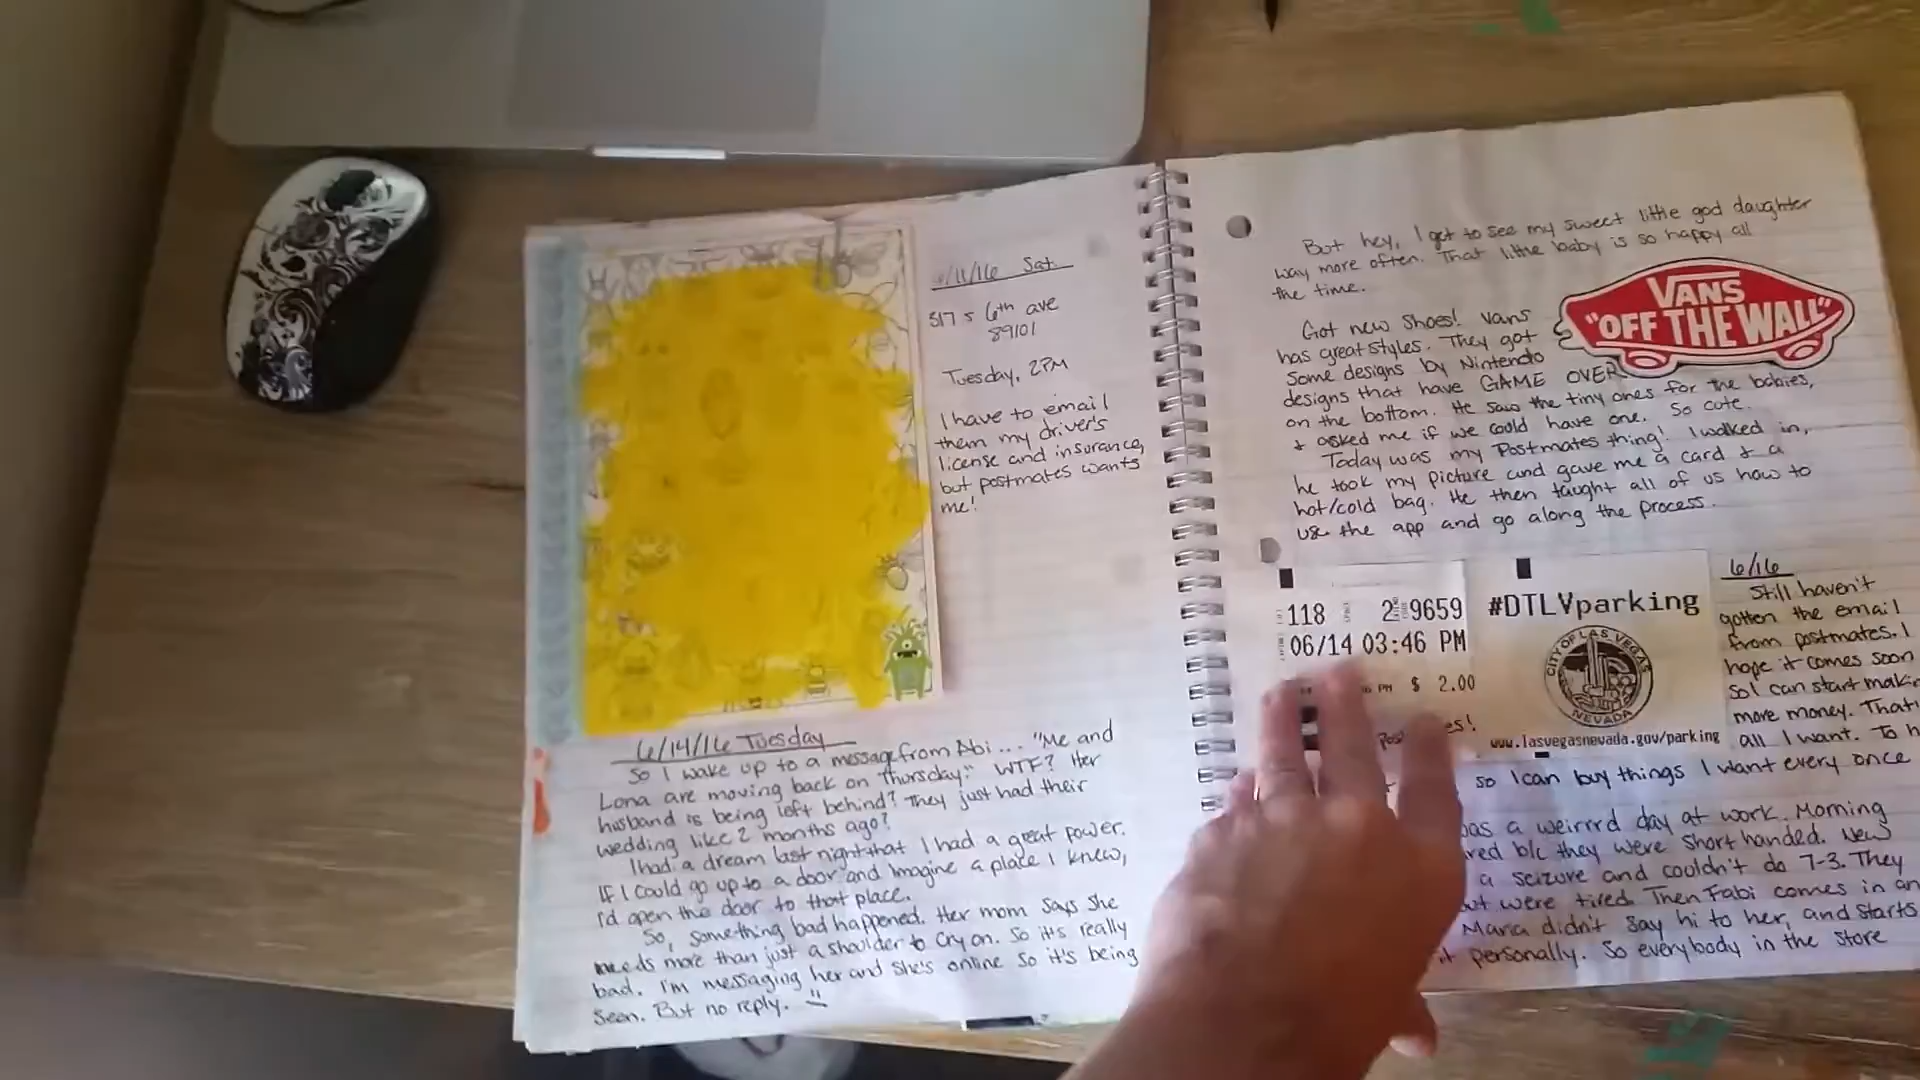 /11/16 Sat.
517 S 6th ave
89101
Tuesday, 2PM
I have to email
them my driver's
license and insurance,
but postmates wants
me!
6/14/16 Tuesday
So I wake up to a message from Abi... "Me and
Lona are moving back on Thursday." WTF? Her
husband is being left behind? They just had their
wedding like 2 months ago?
I had a dream last night that I had a great power.
If I could go up to a door and imagine a place I knew,
I'd open the door to that place.
So, something bad happened. Her mom says she
needs more than just a shoulder to cry on. So it's really
bad. I'm messaging her and she's online so it's being
seen. But no reply.
But hey, I get to see my sweet little god daughter
way more often. That little baby is so happy all
the time.
Got new shoes! Vans
has great styles. They got
some designs by Nintendo
designs that have GAME OVER
on the bottom. He saw the tiny ones for the babies,
& asked me if we could have one. So cute.
Today was my Postmates thing! I walked in,
he took my picture and gave me a card & a
hot/cold bag. He then taught all of us how to
use the app and go along the process.
VANS
"OFF THE WALL"
118 2 9659
06/14 03:46 PM
PM $ 2.00
es!
#DTLVparking
CITY OF LAS VEGAS
NEVADA
www.lasvegasnevada.gov/parking
6/16
Still haven't
gotten the email
from postmates. I
hope it comes soon
so I can start makin
more money. That'
all I want. To h
so I can buy things I want every once
was a weirrrd day at work. Morning
red b/c they were short handed. New
a seizure and couldn't do 7-3. They
out were tired. Then Fabi comes in an
Maria didn't say hi to her, and starts
it personally. So everybody in the store